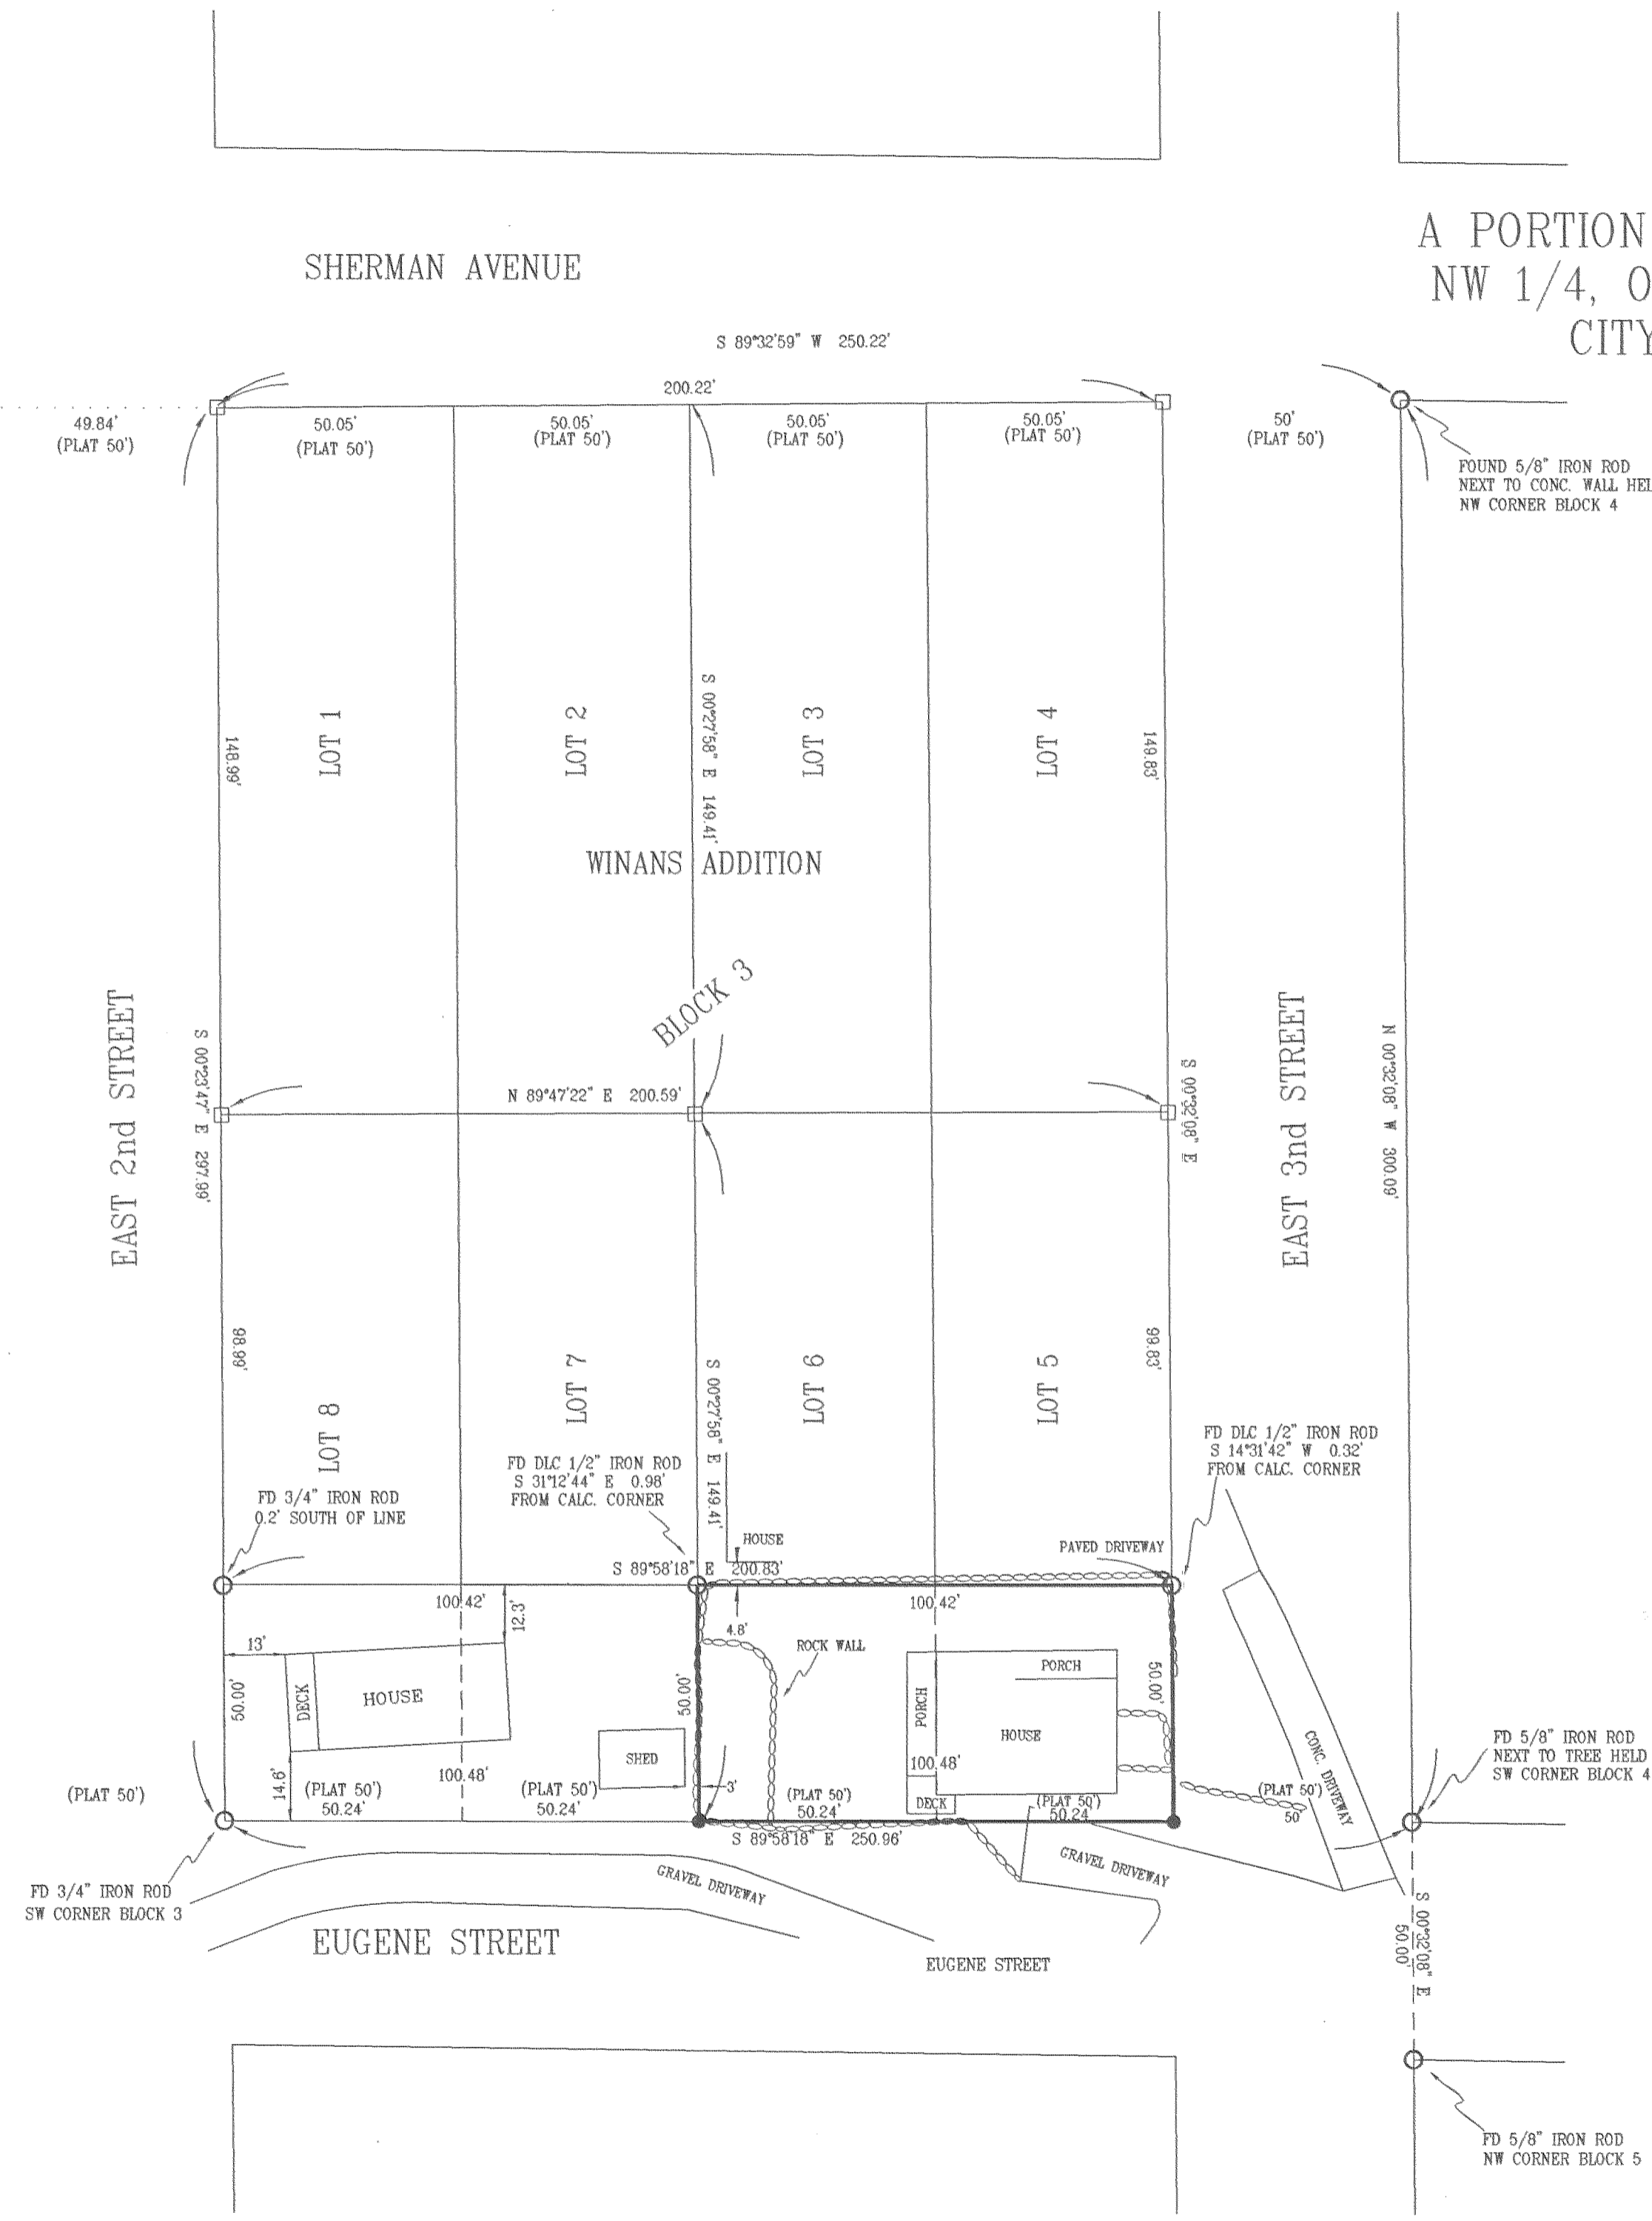 A PORTION
NW 1/4, O
CITY
SHERMAN AVENUE
S 89°32'59" W 250.22'
200.22'
49.84'
(PLAT 50')
50.05'
(PLAT 50')
50.05'
(PLAT 50')
50.05'
(PLAT 50')
50.05'
(PLAT 50')
50'
(PLAT 50')
FOUND 5/8" IRON ROD
NEXT TO CONC. WALL HEL
NW CORNER BLOCK 4
148.99'
LOT 1
LOT 2
S 00°27'58" E 149.41'
LOT 3
LOT 4
149.83'
WINANS ADDITION
BLOCK 3
EAST 2nd STREET
S 00°23'47" E 297.99'
N 89°47'22" E 200.59'
S 00°32'08" E
EAST 3nd STREET
N 00°32'08" W 300.09'
98.99'
LOT 8
LOT 7
S 00°27'58" E 149.41'
LOT 6
LOT 5
99.83'
FD DLC 1/2" IRON ROD
S 31°12'44" E 0.98'
FROM CALC. CORNER
FD DLC 1/2" IRON ROD
S 14°31'42" W 0.32'
FROM CALC. CORNER
FD 3/4" IRON ROD
0.2' SOUTH OF LINE
HOUSE
PAVED DRIVEWAY
S 89°58'18" E 200.83'
100.42'
12.3'
100.42'
4.8'
13'
ROCK WALL
50.00'
DECK
HOUSE
50.00'
PORCH
PORCH
50.00'
HOUSE
SHED
100.48'
14.6'
100.48'
3'
DECK
CONC. DRIVEWAY
(PLAT 50')
(PLAT 50')
50.24'
(PLAT 50')
50.24'
(PLAT 50')
50.24'
(PLAT 50')
50.24'
(PLAT 50')
50'
FD 5/8" IRON ROD
NEXT TO TREE HELD
SW CORNER BLOCK 4
S 89°58'18" E 250.96'
GRAVEL DRIVEWAY
GRAVEL DRIVEWAY
FD 3/4" IRON ROD
SW CORNER BLOCK 3
EUGENE STREET
EUGENE STREET
S 00°32'08" E
50.00'
FD 5/8" IRON ROD
NW CORNER BLOCK 5